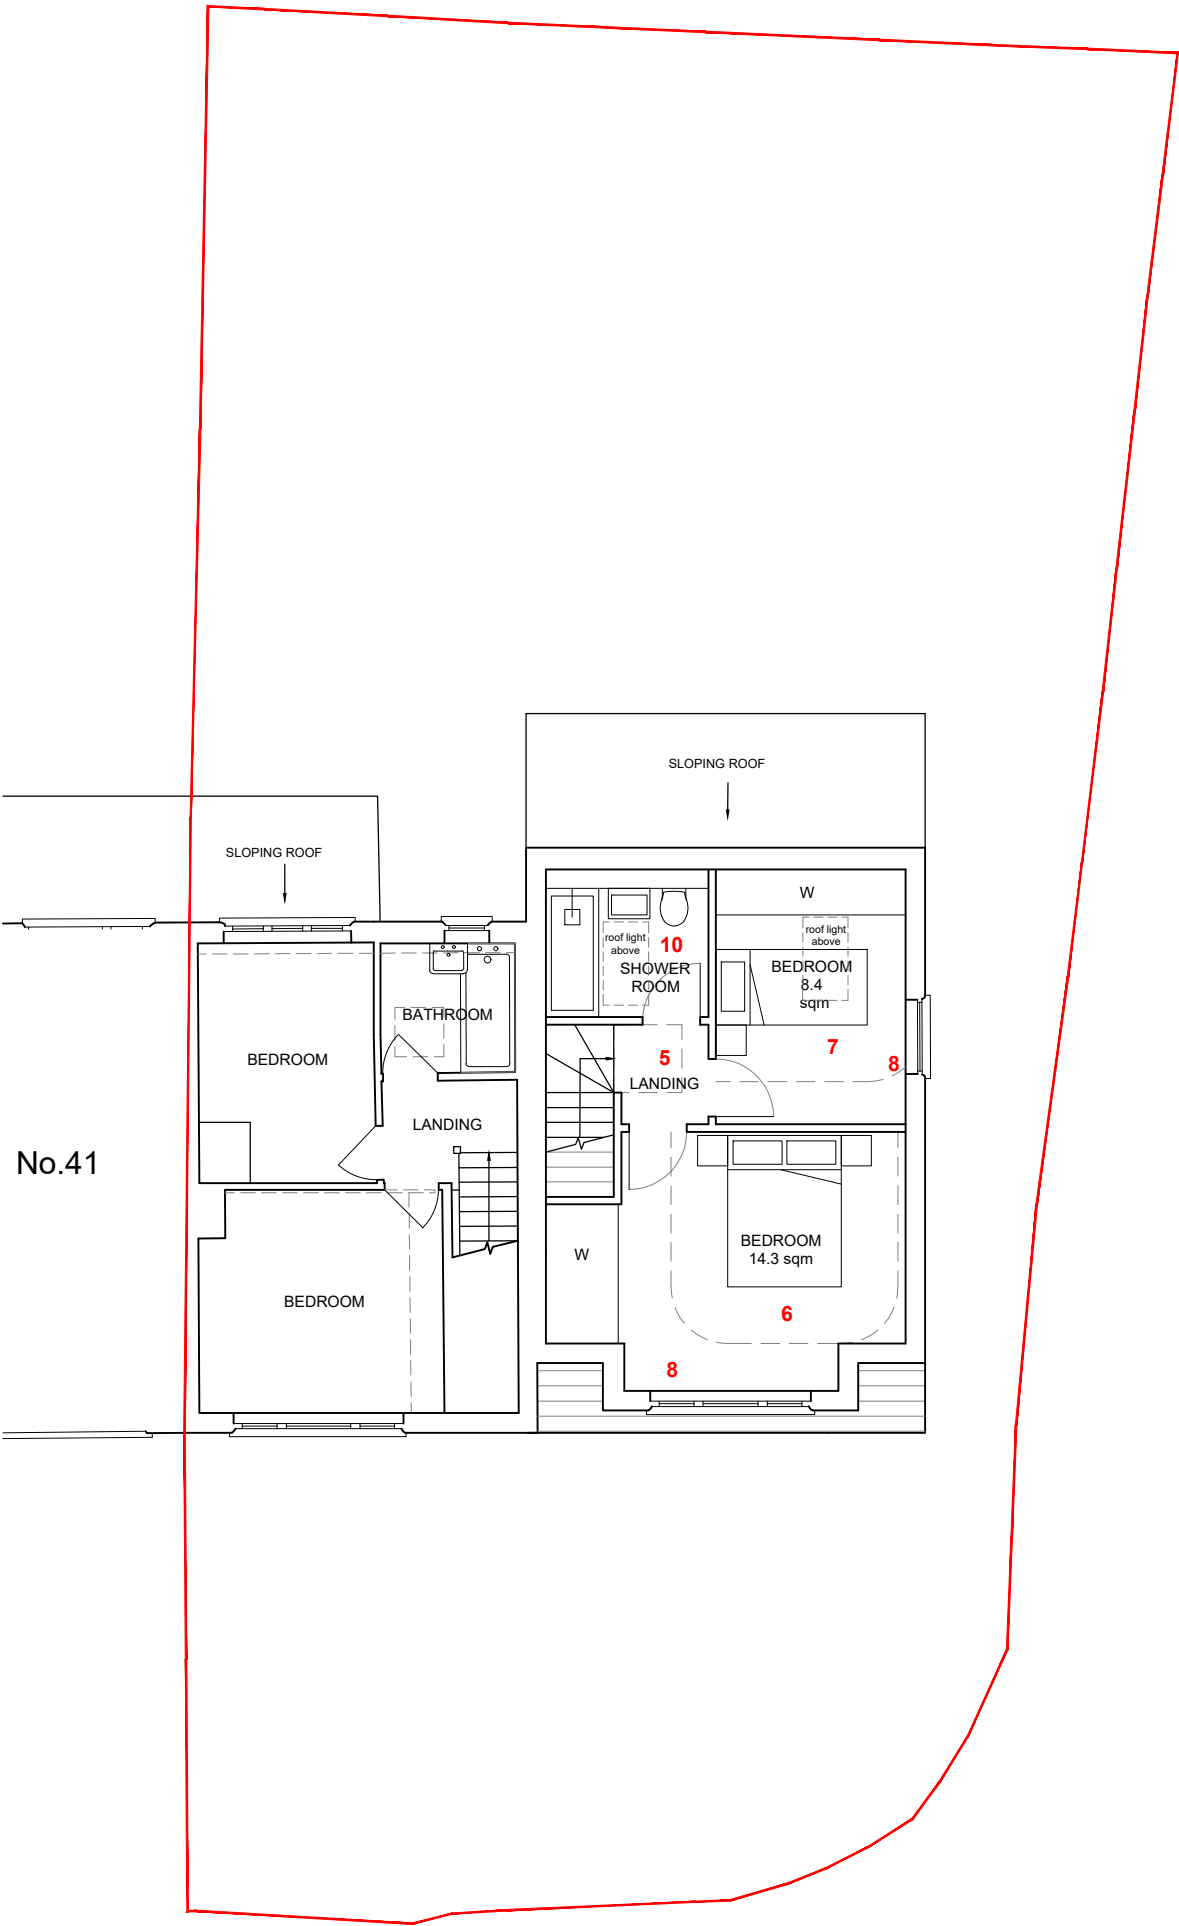 SLOPING ROOF
SLOPING ROOF
W
roof light
above
roof light
above
10
SHOWER
ROOM
BEDROOM
8.4
sqm
BATHROOM
7
5
8
BEDROOM
LANDING
LANDING
No.41
BEDROOM
14.3 sqm
W
BEDROOM
6
8